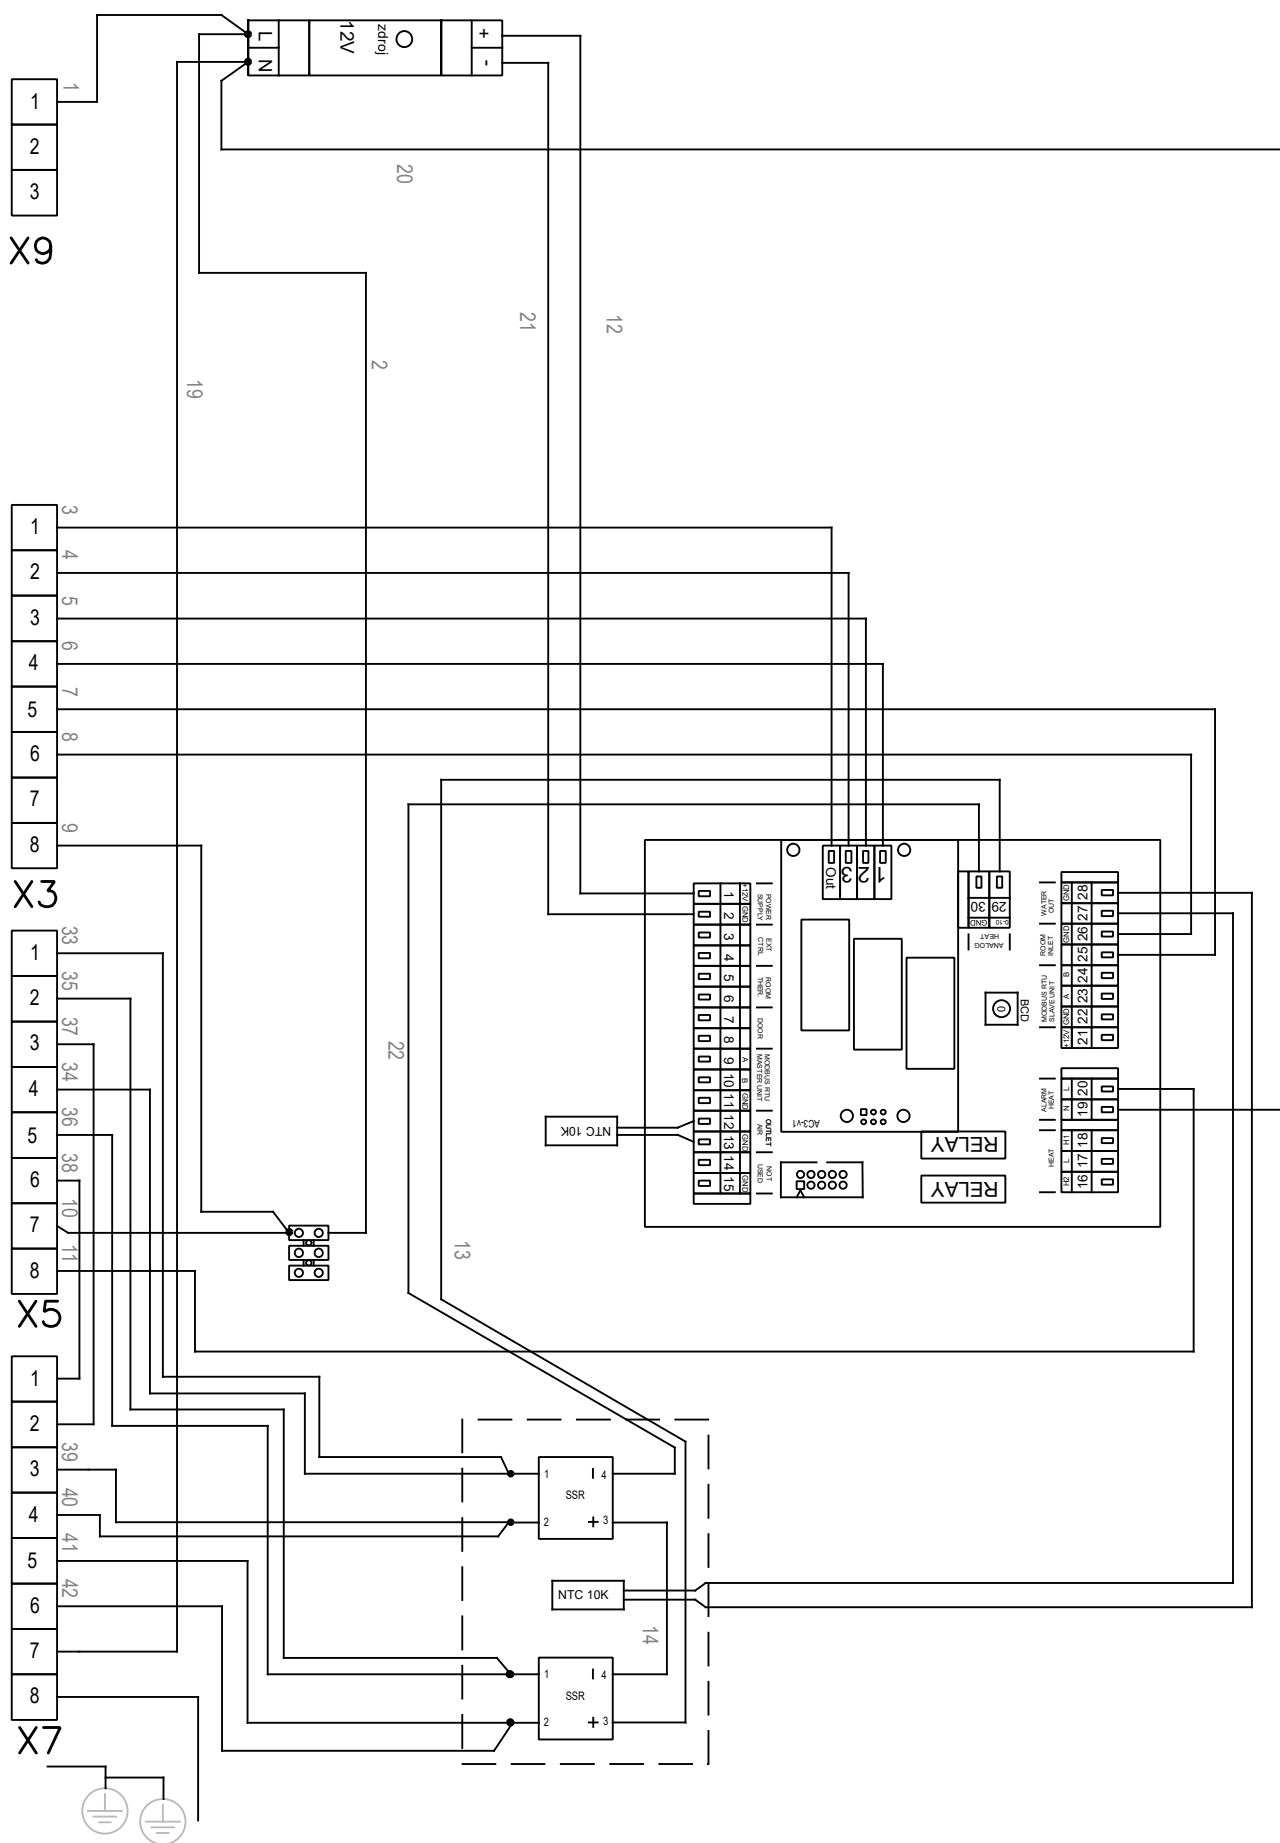 L
N
12V
zdroj
+
-
1
1
2
3
X9
20
21
12
2
19
1
2
3
4
5
6
7
8
3
4
5
6
7
8
9
X3
Out
3
2
1
30
29
GND
0-10
ANALOG
HEAT
1 +12V
2 GND
3
4
5
6
7
8
9 A
10 B
11 GND
12
13 GND
14
15 GND
POWER
SUPPLY
EXT
CTRL
ROOM
THER.
DOOR
MODBUS RTU
MASTER UNIT
OUTLET
AIR
NOT
USED
BCD
0
AC3-v1
RELAY
RELAY
WATER
OUT
ROOM
INLET
MODBUS RTU
SLAVE UNIT
ALARM
HEAT
HEAT
GND 28
27
GND 26
25
B 24
A 23
GND 22
+12V 21
L 20
N 19
H1 18
L 17
H2 16
NTC 10K
22
13
1
2
3
4
5
6
7
8
33
35
37
34
36
38
10
11
X5
1
2
3
4
5
6
7
8
39
40
41
42
X7
1
2
SSR
- 4
+ 3
NTC 10K
14
1
2
SSR
- 4
+ 3